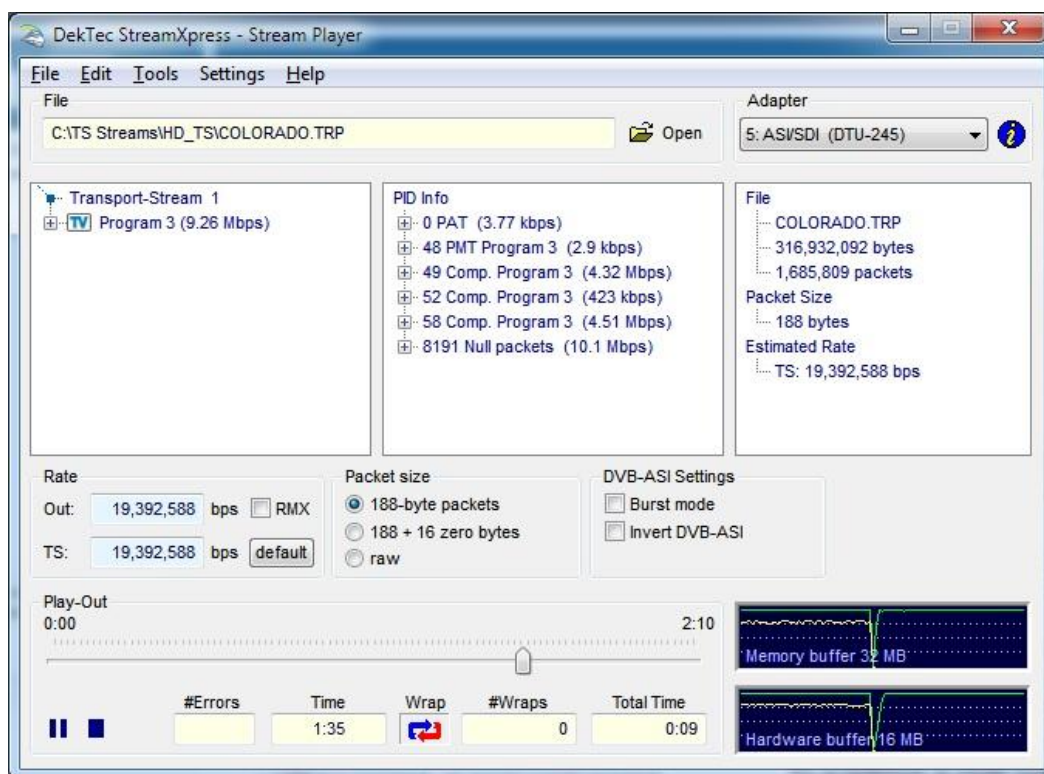 DekTec StreamXpress - Stream Player
File Edit Tools Settings Help
File
C:\TS Streams\HD_TS\COLORADO.TRP
Open
Adapter
5: ASI/SDI (DTU-245)
Transport-Stream 1
TV Program 3 (9.26 Mbps)
PID Info
0 PAT (3.77 kbps)
48 PMT Program 3 (2.9 kbps)
49 Comp. Program 3 (4.32 Mbps)
52 Comp. Program 3 (423 kbps)
58 Comp. Program 3 (4.51 Mbps)
8191 Null packets (10.1 Mbps)
File
COLORADO.TRP
316,932,092 bytes
1,685,809 packets
Packet Size
188 bytes
Estimated Rate
TS: 19,392,588 bps
Rate
Out: 19,392,588 bps RMX
TS: 19,392,588 bps default
Packet size
188-byte packets
188 + 16 zero bytes
raw
DVB-ASI Settings
Burst mode
Invert DVB-ASI
Play-Out
0:00 2:10
#Errors Time Wrap #Wraps Total Time
1:35 0 0:09
Memory buffer 32 MB
Hardware buffer 16 MB